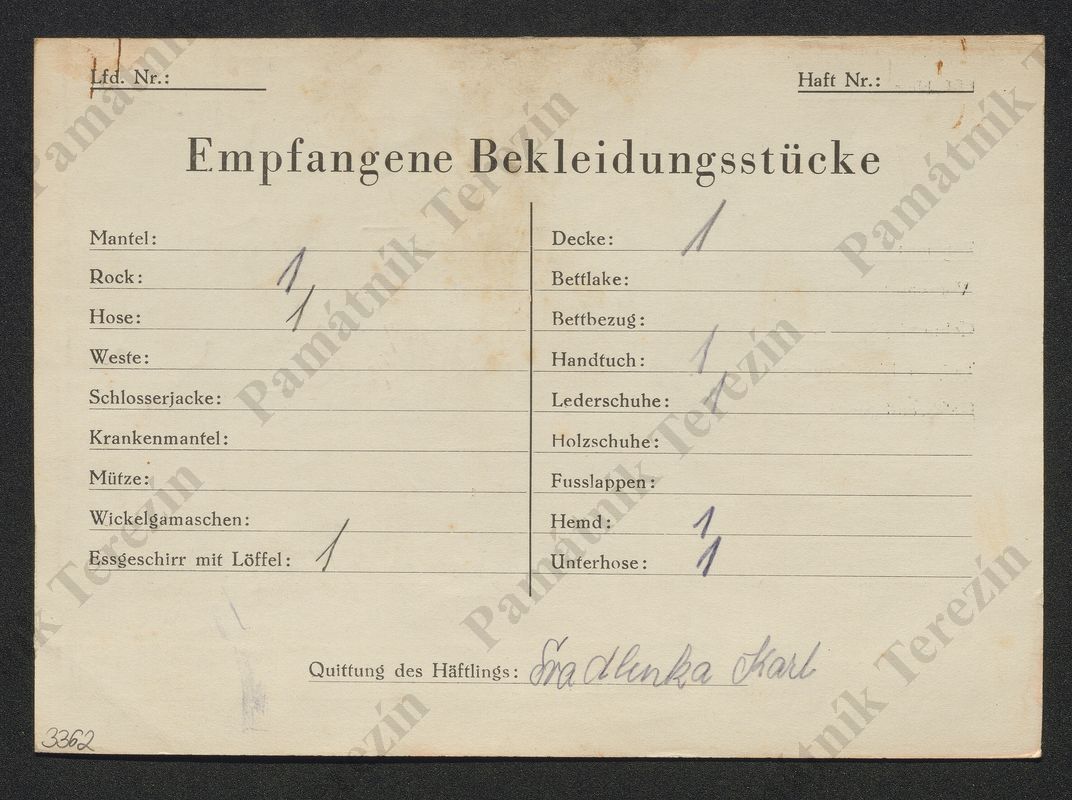 Lfd. Nr.:
Haft Nr.:
Empfangene Bekleidungsstücke
Mantel:
Rock: 1
Hose: 1
Weste:
Schlosserjacke:
Krankenmantel:
Mütze:
Wickelgamaschen:
Essgeschirr mit Löffel: 1
Decke: 1
Bettlake:
Bettbezug:
Handtuch: 1
Lederschuhe: 1
Holzschuhe:
Fusslappen:
Hemd: 1
Unterhose: 1
Quittung des Häftlings: Karl
3362
Památník Terezín